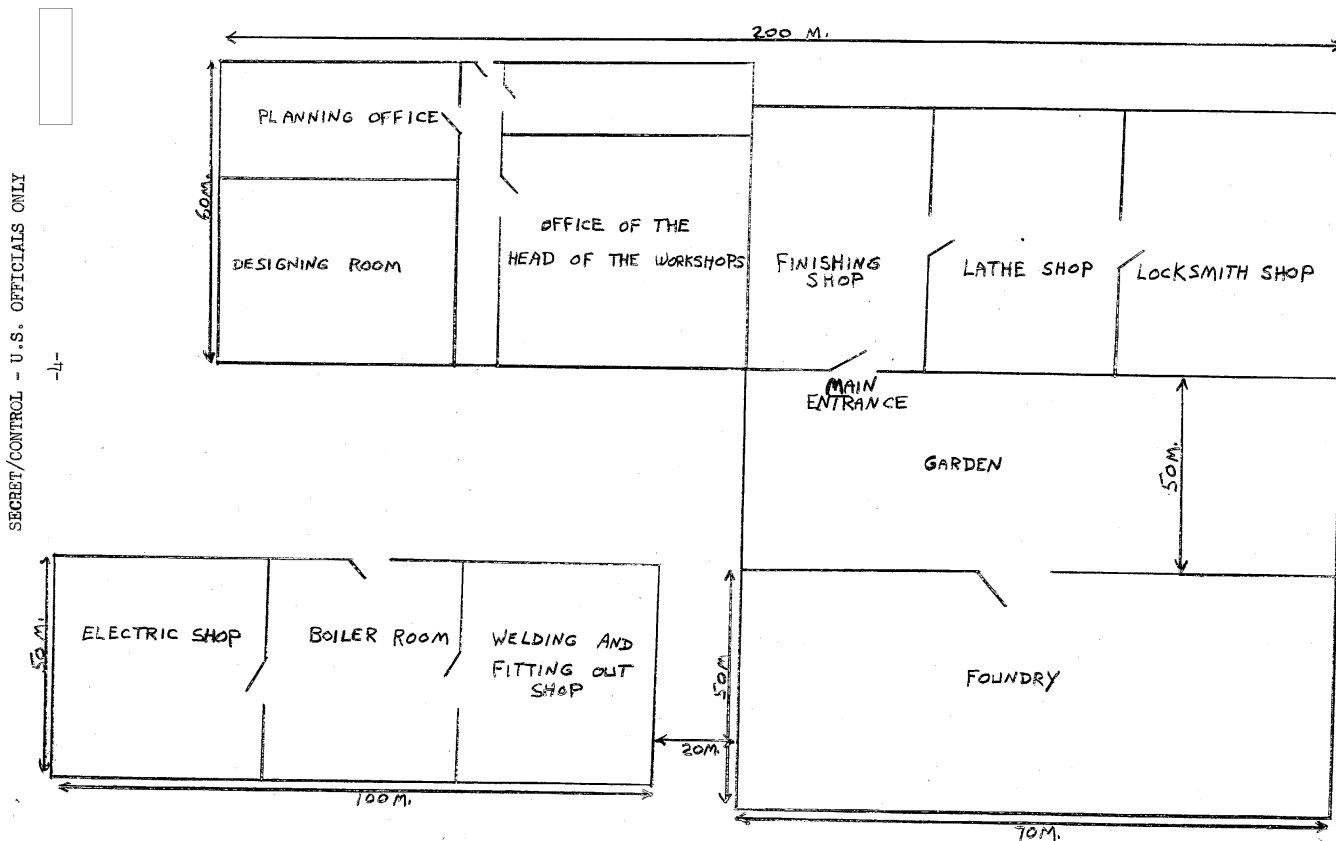 SECRET/CONTROL - U.S. OFFICIALS ONLY
-4-
200 M.
60M.
PLANNING OFFICE
DESIGNING ROOM
OFFICE OF THE
HEAD OF THE WORKSHOPS
FINISHING
SHOP
LATHE SHOP
LOCKSMITH SHOP
MAIN
ENTRANCE
GARDEN
50M.
50M.
ELECTRIC SHOP
BOILER ROOM
WELDING AND
FITTING OUT
SHOP
100M.
20M.
50M
FOUNDRY
70M.